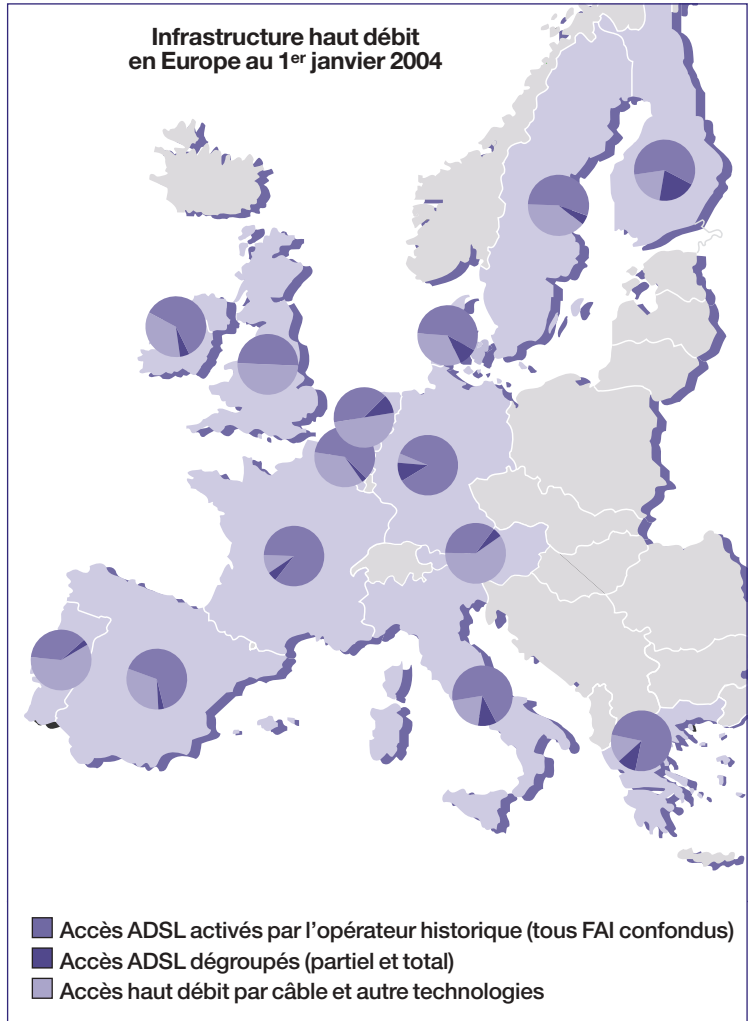 Infrastructure haut débit
en Europe au 1er janvier 2004
Accès ADSL activés par l'opérateur historique (tous FAI confondus)
Accès ADSL dégroupés (partiel et total)
Accès haut débit par câble et autre technologies